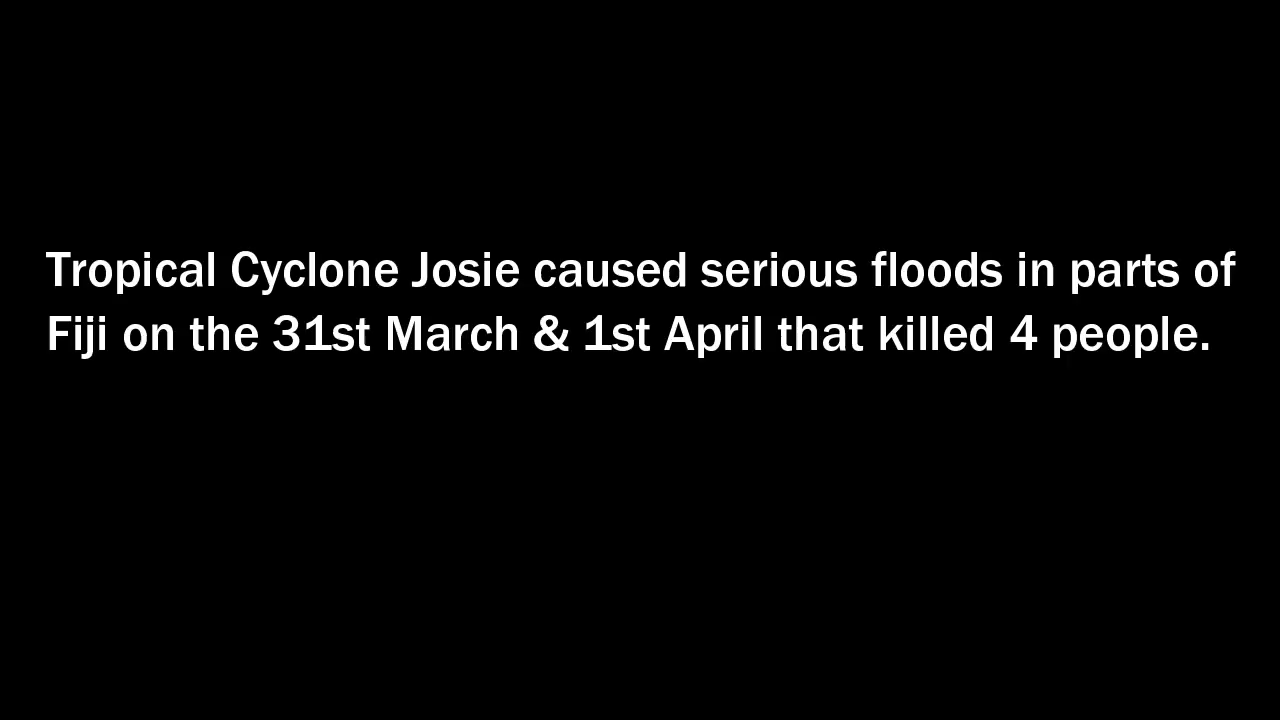 Tropical Cyclone Josie caused serious floods in parts of
Fiji on the 31st March & 1st April that killed 4 people.